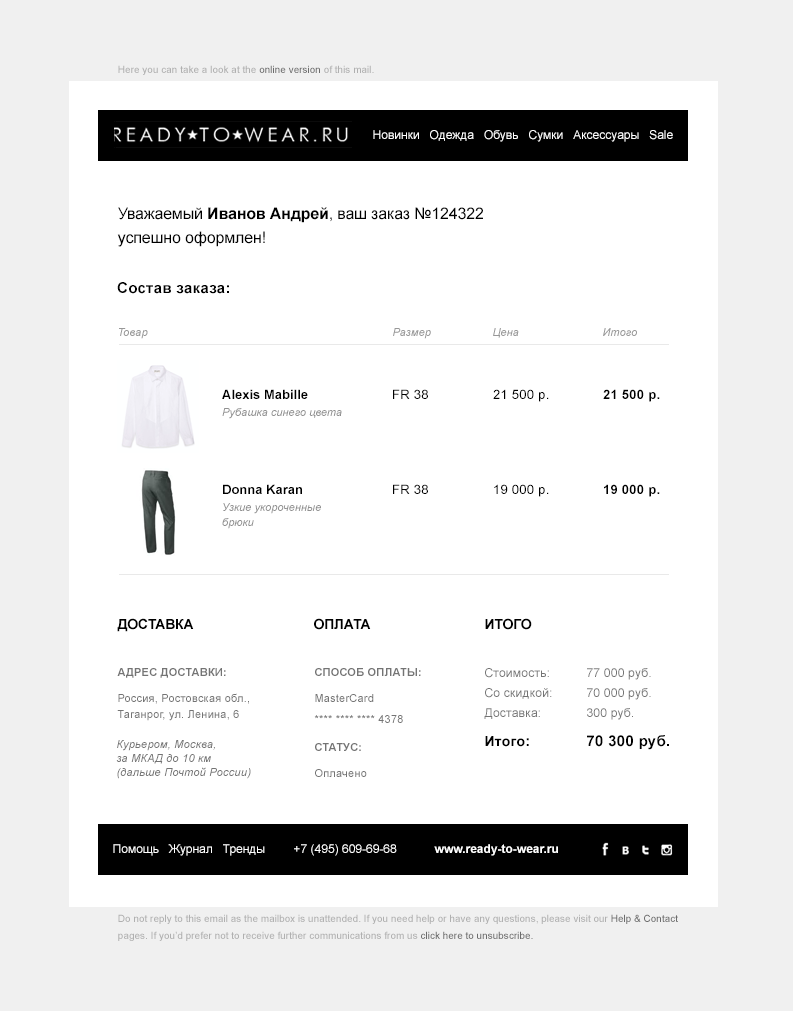 Here you can take a look at the online version of this mail.
READY★TO★WEAR.RU Новинки Одежда Обувь Сумки Аксессуары Sale
Уважаемый Иванов Андрей, ваш заказ №124322
успешно оформлен!
Состав заказа:
Товар Размер Цена Итого
Alexis Mabille FR 38 21 500 р. 21 500 р.
Рубашка синего цвета
Donna Karan FR 38 19 000 р. 19 000 р.
Узкие укороченные
брюки
ДОСТАВКА
АДРЕС ДОСТАВКИ:
Россия, Ростовская обл.,
Таганрог, ул. Ленина, 6
Курьером, Москва,
за МКАД до 10 км
(дальше Почтой России)
ОПЛАТА
СПОСОБ ОПЛАТЫ:
MasterCard
**** **** **** 4378
СТАТУС:
Оплачено
ИТОГО
Стоимость: 77 000 руб.
Со скидкой: 70 000 руб.
Доставка: 300 руб.
Итого: 70 300 руб.
Помощь Журнал Тренды +7 (495) 609-69-68 www.ready-to-wear.ru
Do not reply to this email as the mailbox is unattended. If you need help or have any questions, please visit our Help & Contact
pages. If you'd prefer not to receive further communications from us click here to unsubscribe.